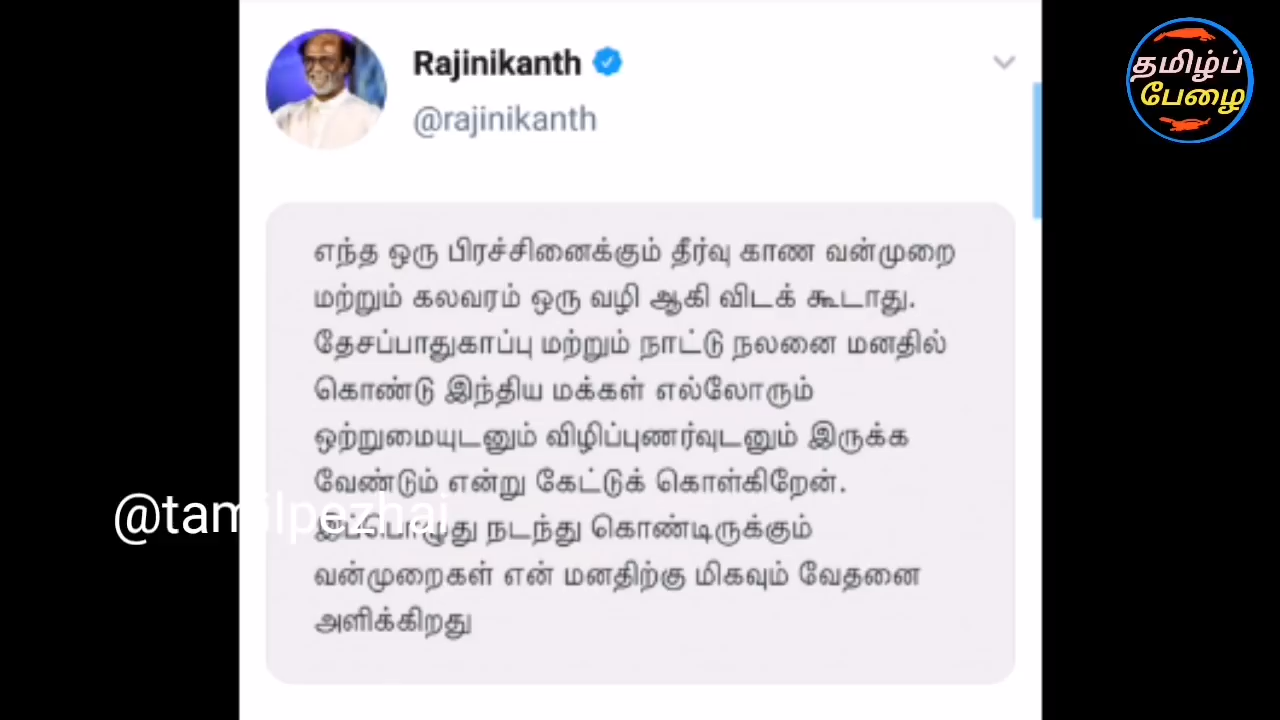 Rajinikanth
@rajinikanth
தமிழ்ப்
பேழை
எந்த ஒரு பிரச்சினைக்கும் தீர்வு காண வன்முறை
மற்றும் கலவரம் ஒரு வழி ஆகி விடக் கூடாது.
தேசப்பாதுகாப்பு மற்றும் நாட்டு நலனை மனதில்
கொண்டு இந்திய மக்கள் எல்லோரும்
ஒற்றுமையுடனும் விழிப்புணர்வுடனும் இருக்க
வேண்டும் என்று கேட்டுக் கொள்கிறேன்.
@tamilpezhai
இப்பொழுது நடந்து கொண்டிருக்கும்
வன்முறைகள் என் மனதிற்கு மிகவும் வேதனை
அளிக்கிறது